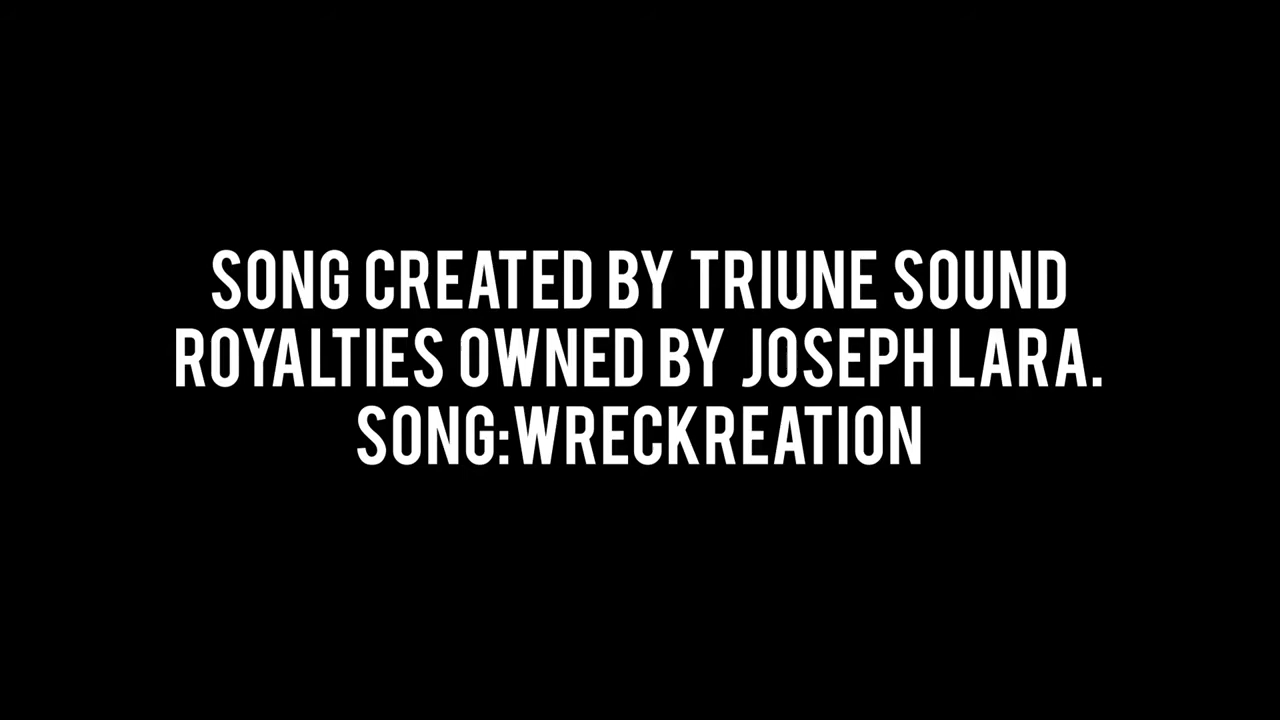 SONG CREATED BY TRIUNE SOUND
ROYALTIES OWNED BY JOSEPH LARA.
SONG:WRECKREATION